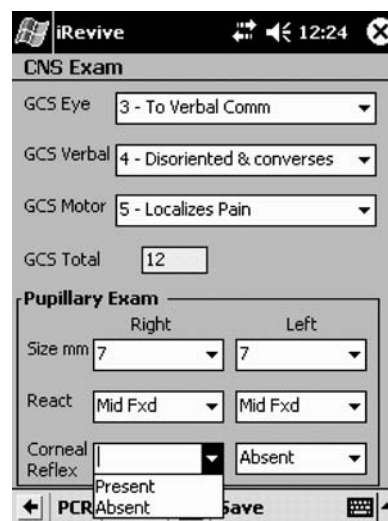 iRevive 12:24
CNS Exam
GCS Eye 3 - To Verbal Comm
GCS Verbal 4 - Disoriented & converses
GCS Motor 5 - Localizes Pain
GCS Total 12
Pupillary Exam
Right Left
Size mm 7 7
React Mid Fxd Mid Fxd
Corneal Reflex Absent
Present
Absent
PCR ave